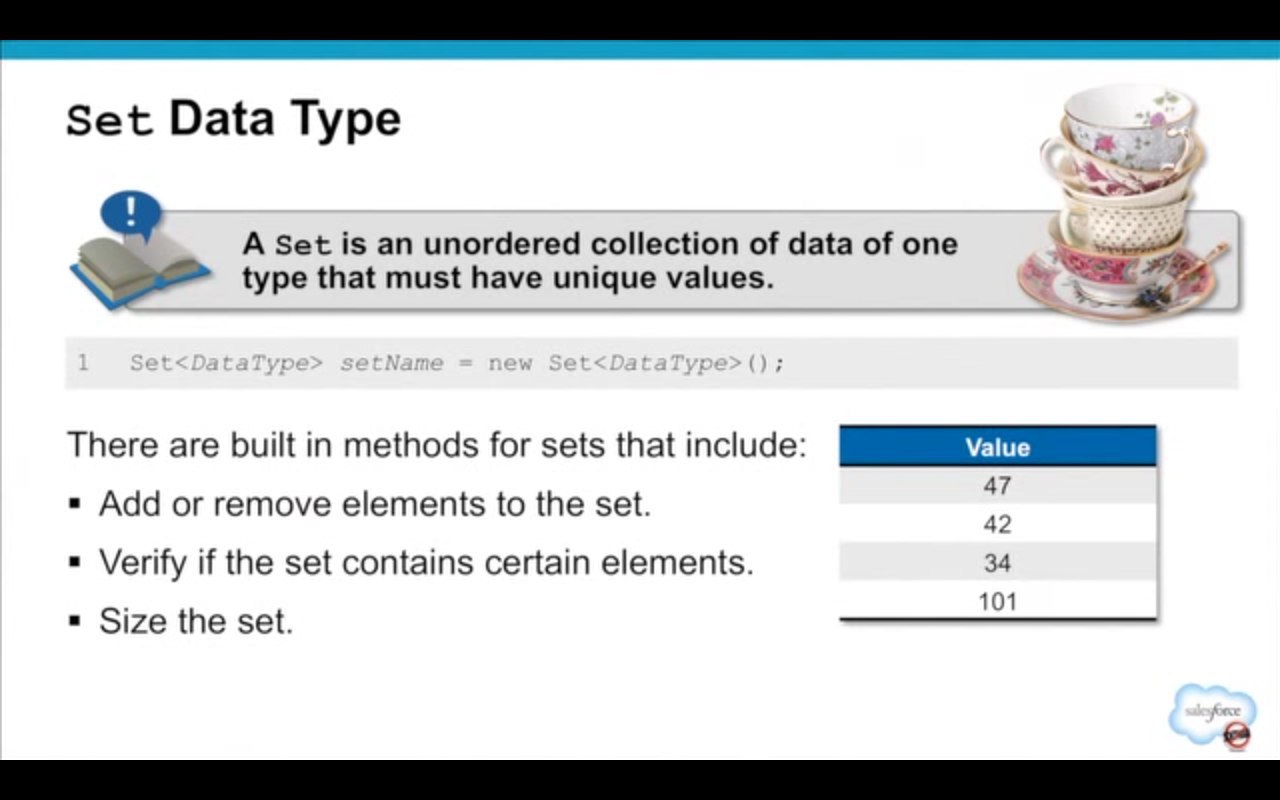 Set Data Type
!
A Set is an unordered collection of data of one
type that must have unique values.
1 Set<DataType> setName = new Set<DataType>();
There are built in methods for sets that include:
▪ Add or remove elements to the set.
▪ Verify if the set contains certain elements.
▪ Size the set.
Value
47
42
34
101
salesforce